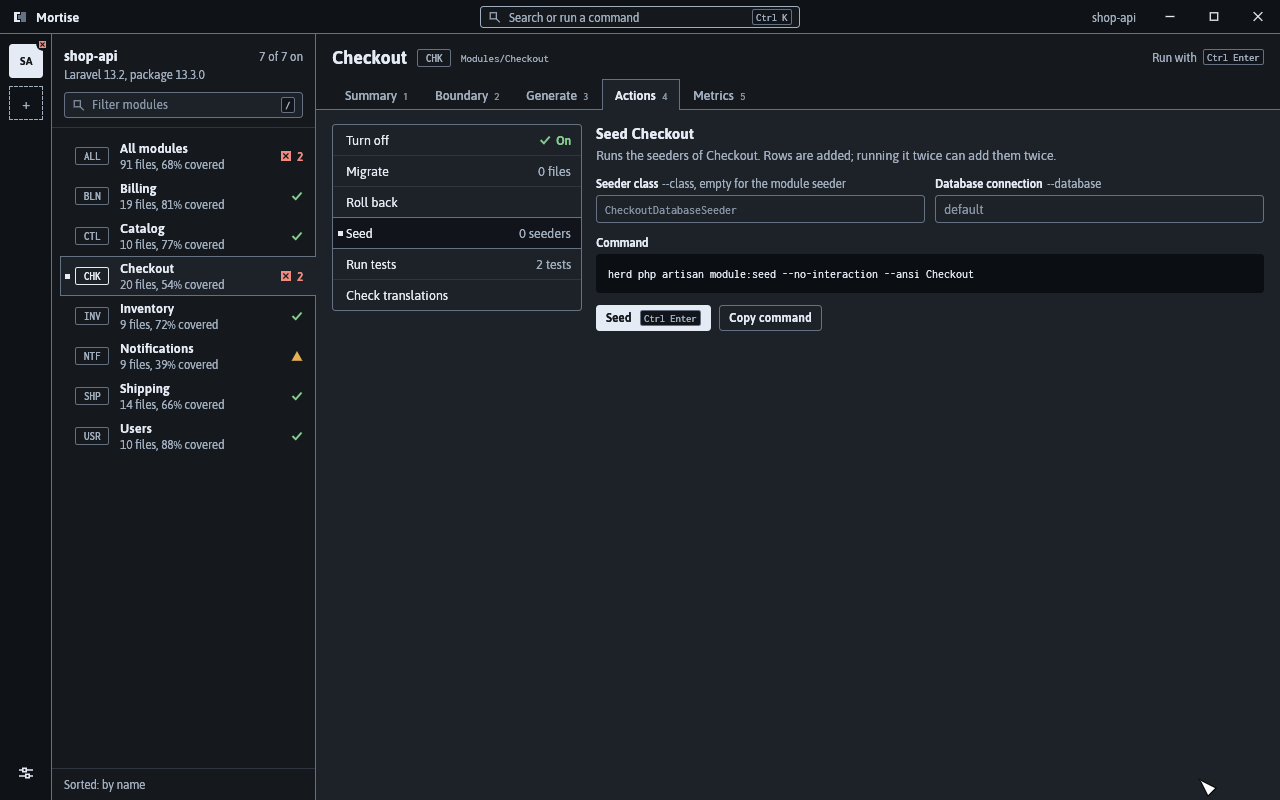 Mortise
Search or run a command
Ctrl K
shop-api
SA
+
shop-api
7 of 7 on
Laravel 13.2, package 13.3.0
Filter modules
/
ALL
All modules
91 files, 68% covered
2
BLN
Billing
19 files, 81% covered
CTL
Catalog
10 files, 77% covered
CHK
Checkout
20 files, 54% covered
2
INV
Inventory
9 files, 72% covered
NTF
Notifications
9 files, 39% covered
SHP
Shipping
14 files, 66% covered
USR
Users
10 files, 88% covered
Sorted: by name
Checkout
CHK
Modules/Checkout
Run with
Ctrl Enter
Summary 1
Boundary 2
Generate 3
Actions 4
Metrics 5
Turn off
On
Migrate
0 files
Roll back
Seed
0 seeders
Run tests
2 tests
Check translations
Seed Checkout
Runs the seeders of Checkout. Rows are added; running it twice can add them twice.
Seeder class --class, empty for the module seeder
CheckoutDatabaseSeeder
Database connection --database
default
Command
herd php artisan module:seed --no-interaction --ansi Checkout
Seed
Ctrl Enter
Copy command